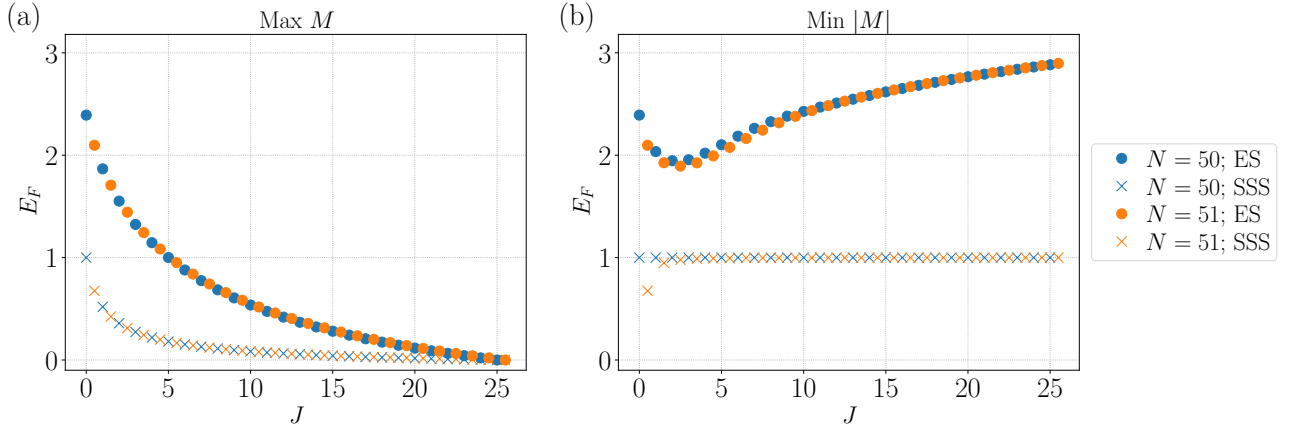 (a)
Max M
3
2
1
0
E_F
0
5
10
15
20
25
J
(b)
Min |M|
3
2
1
0
E_F
0
5
10
15
20
25
J
N = 50; ES
N = 50; SSS
N = 51; ES
N = 51; SSS